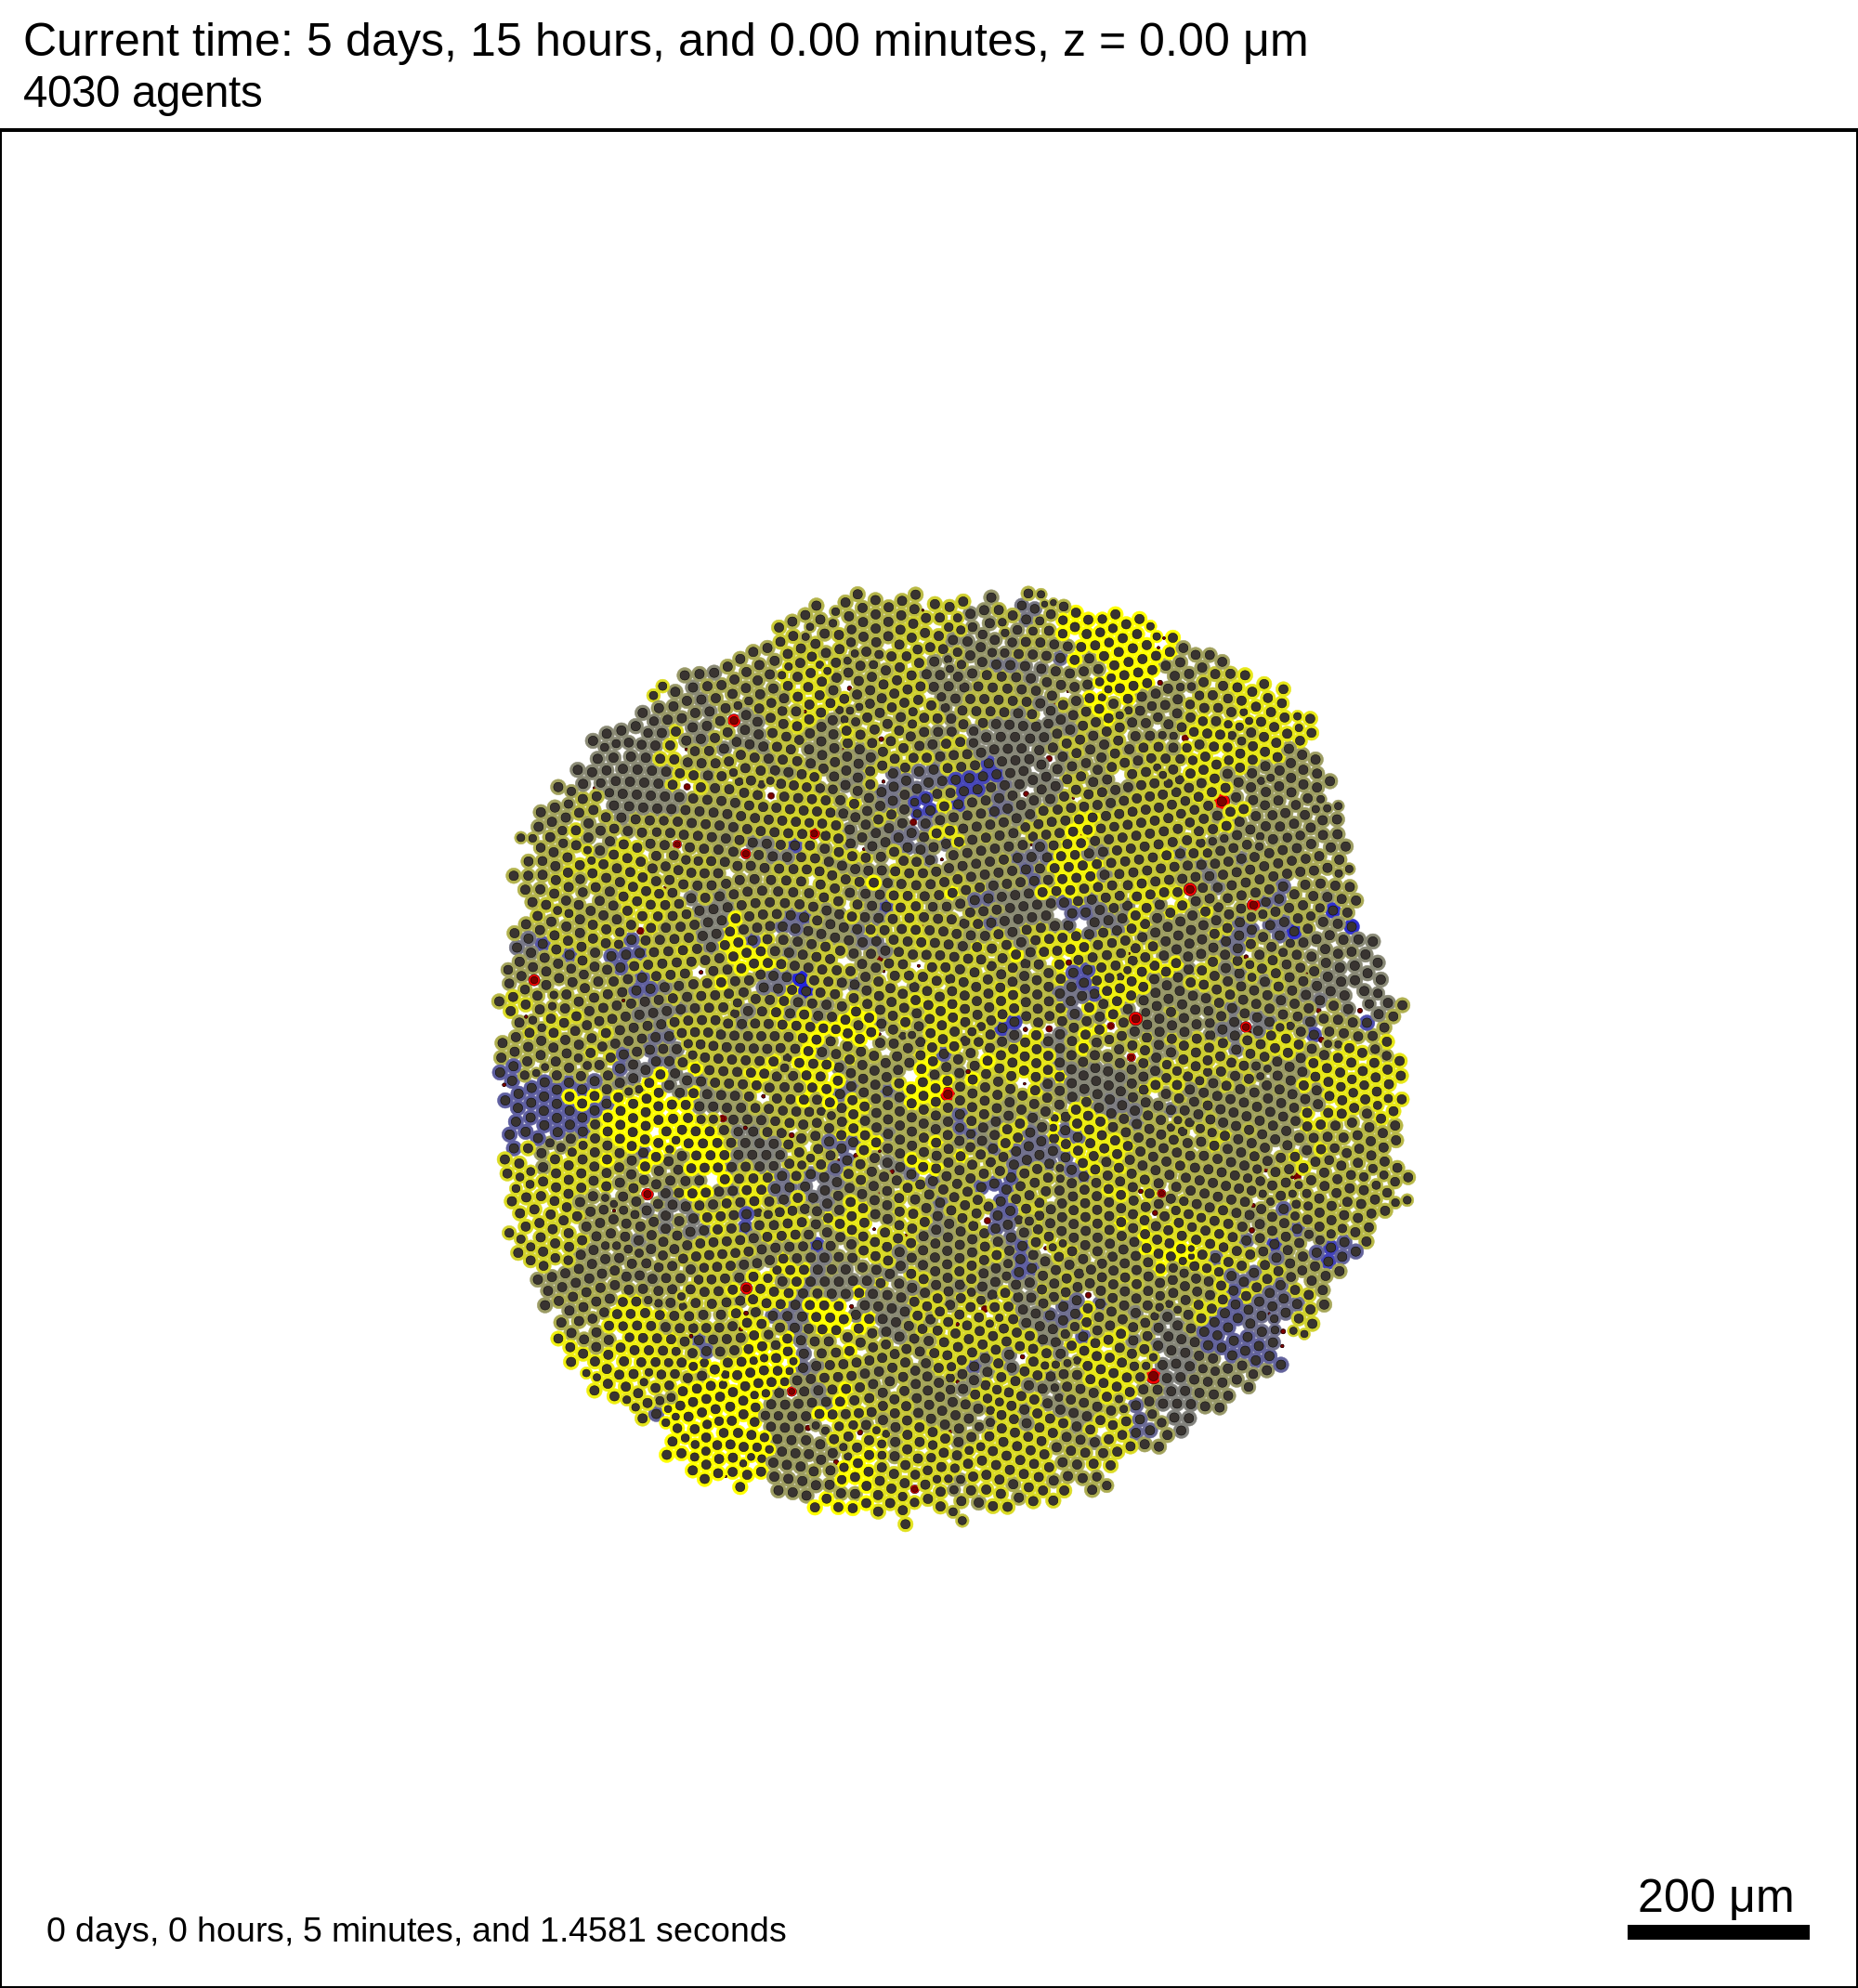 Current time: 5 days, 15 hours, and 0.00 minutes, z = 0.00 μm
4030 agents
200 μm
0 days, 0 hours, 5 minutes, and 1.4581 seconds